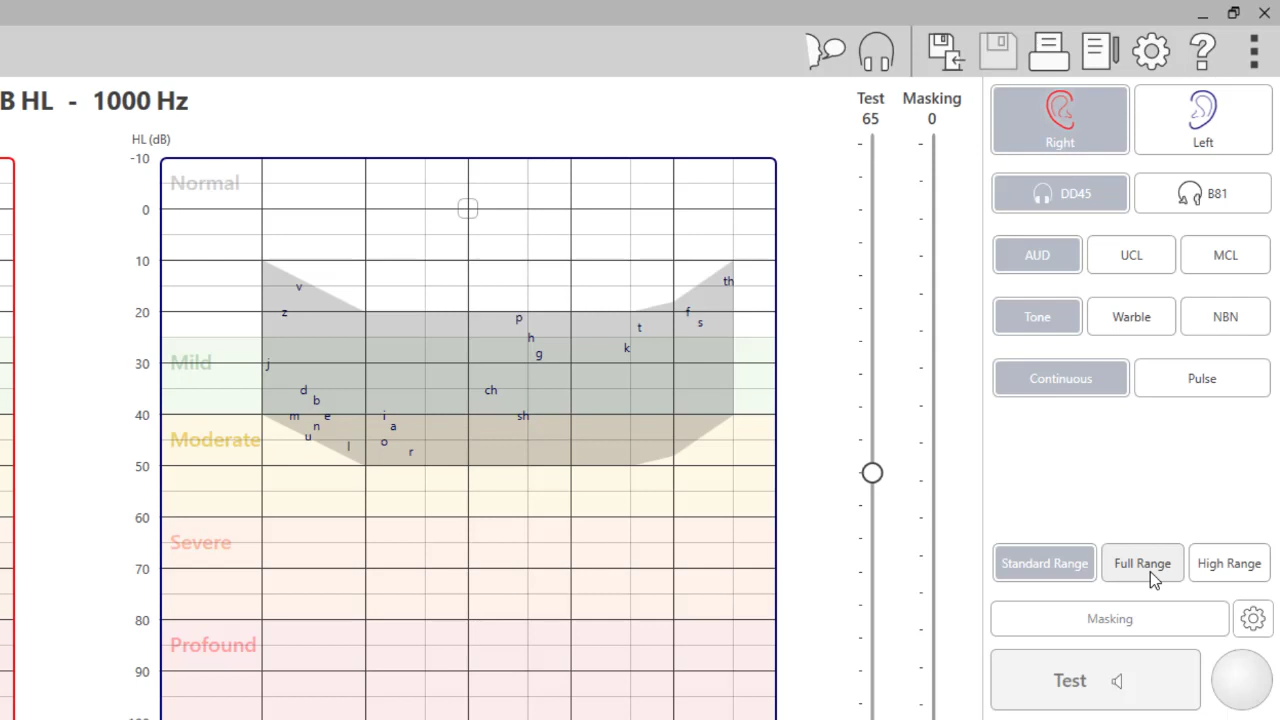 B HL - 1000 Hz
Test
65
Masking
0
Right
Left
DD45
B81
AUD
UCL
MCL
Tone
Warble
NBN
Continuous
Pulse
Standard Range
Full Range
High Range
Masking
Test
HL (dB)
-10
0
10
20
30
40
50
60
70
80
90
Normal
Mild
Moderate
Severe
Profound
v
z
j
d
b
m
e
n
u
l
i
a
o
r
p
h
g
ch
sh
t
k
f
s
th